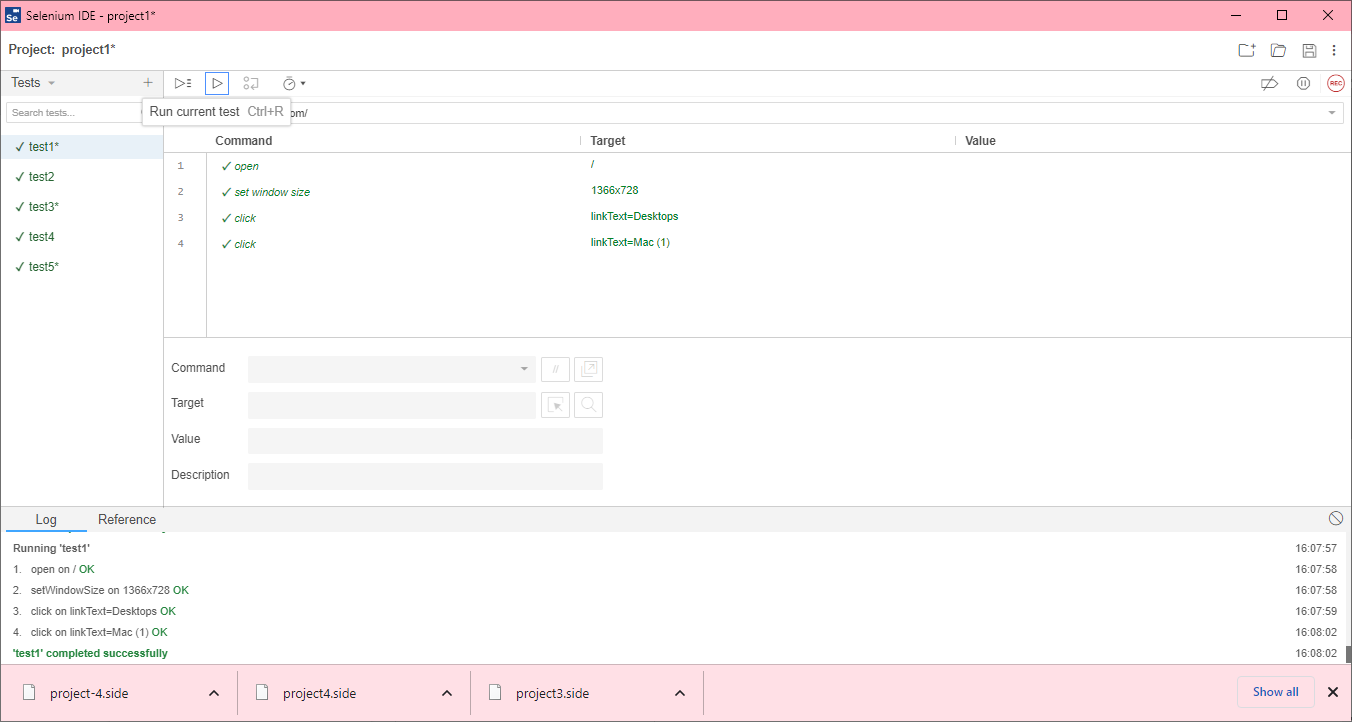 Se Selenium IDE - project1*
Project: project1*
Tests
Search tests...
Run current test Ctrl+R
om/
test1*
test2
test3*
test4
test5*
REC
Command Target Value
1 ✓ open /
2 ✓ set window size 1366x728
3 ✓ click linkText=Desktops
4 ✓ click linkText=Mac (1)
Command //
Target
Value
Description
Log Reference
Running 'test1' 16:07:57
1. open on / OK 16:07:58
2. setWindowSize on 1366x728 OK 16:07:58
3. click on linkText=Desktops OK 16:07:59
4. click on linkText=Mac (1) OK 16:08:02
'test1' completed successfully 16:08:02
project-4.side project4.side project3.side Show all